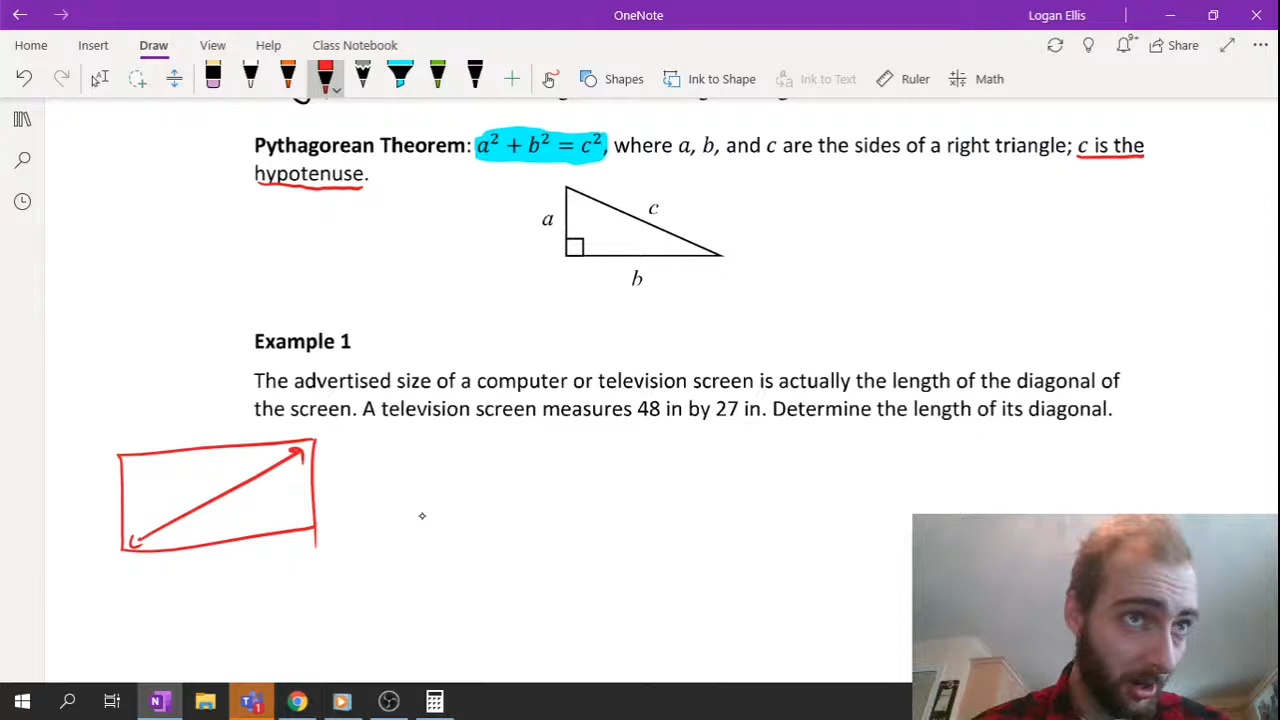 OneNote
Logan Ellis
Home Insert Draw View Help Class Notebook
9+
Share
Shapes Ink to Shape Ink to Text Ruler Math
Pythagorean Theorem: a² + b² = c², where a, b, and c are the sides of a right triangle; c is the
hypotenuse.
c
a
b
Example 1
The advertised size of a computer or television screen is actually the length of the diagonal of
the screen. A television screen measures 48 in by 27 in. Determine the length of its diagonal.
N
1